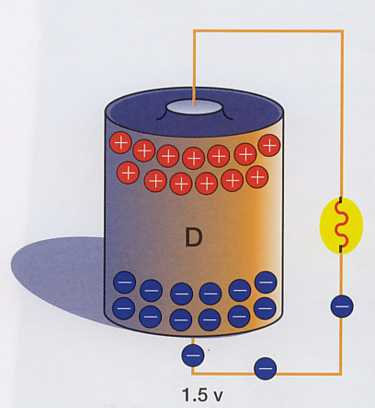 + + + + + + +
+ + + + + +
D
− − − − − −
− − − − − −
−
−
−
1.5 v